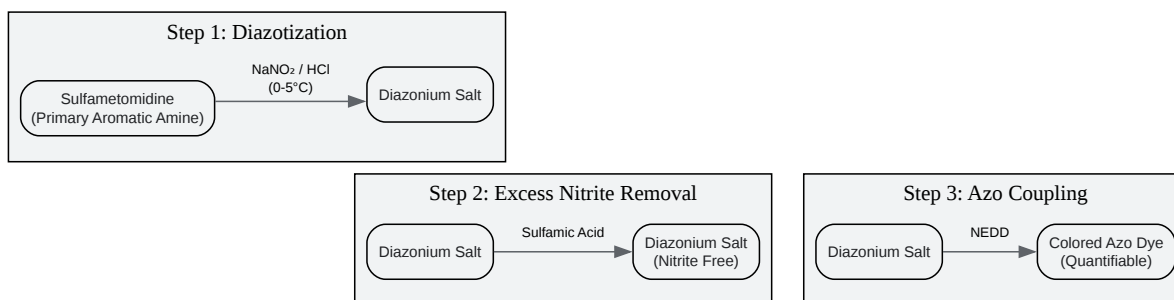 Step 1: Diazotization
NaNO₂ / HCl
(0-5°C)
Sulfametomidine
(Primary Aromatic Amine)
Diazonium Salt
Step 2: Excess Nitrite Removal
Diazonium Salt
Sulfamic Acid
Diazonium Salt
(Nitrite Free)
Step 3: Azo Coupling
Diazonium Salt
NEDD
Colored Azo Dye
(Quantifiable)